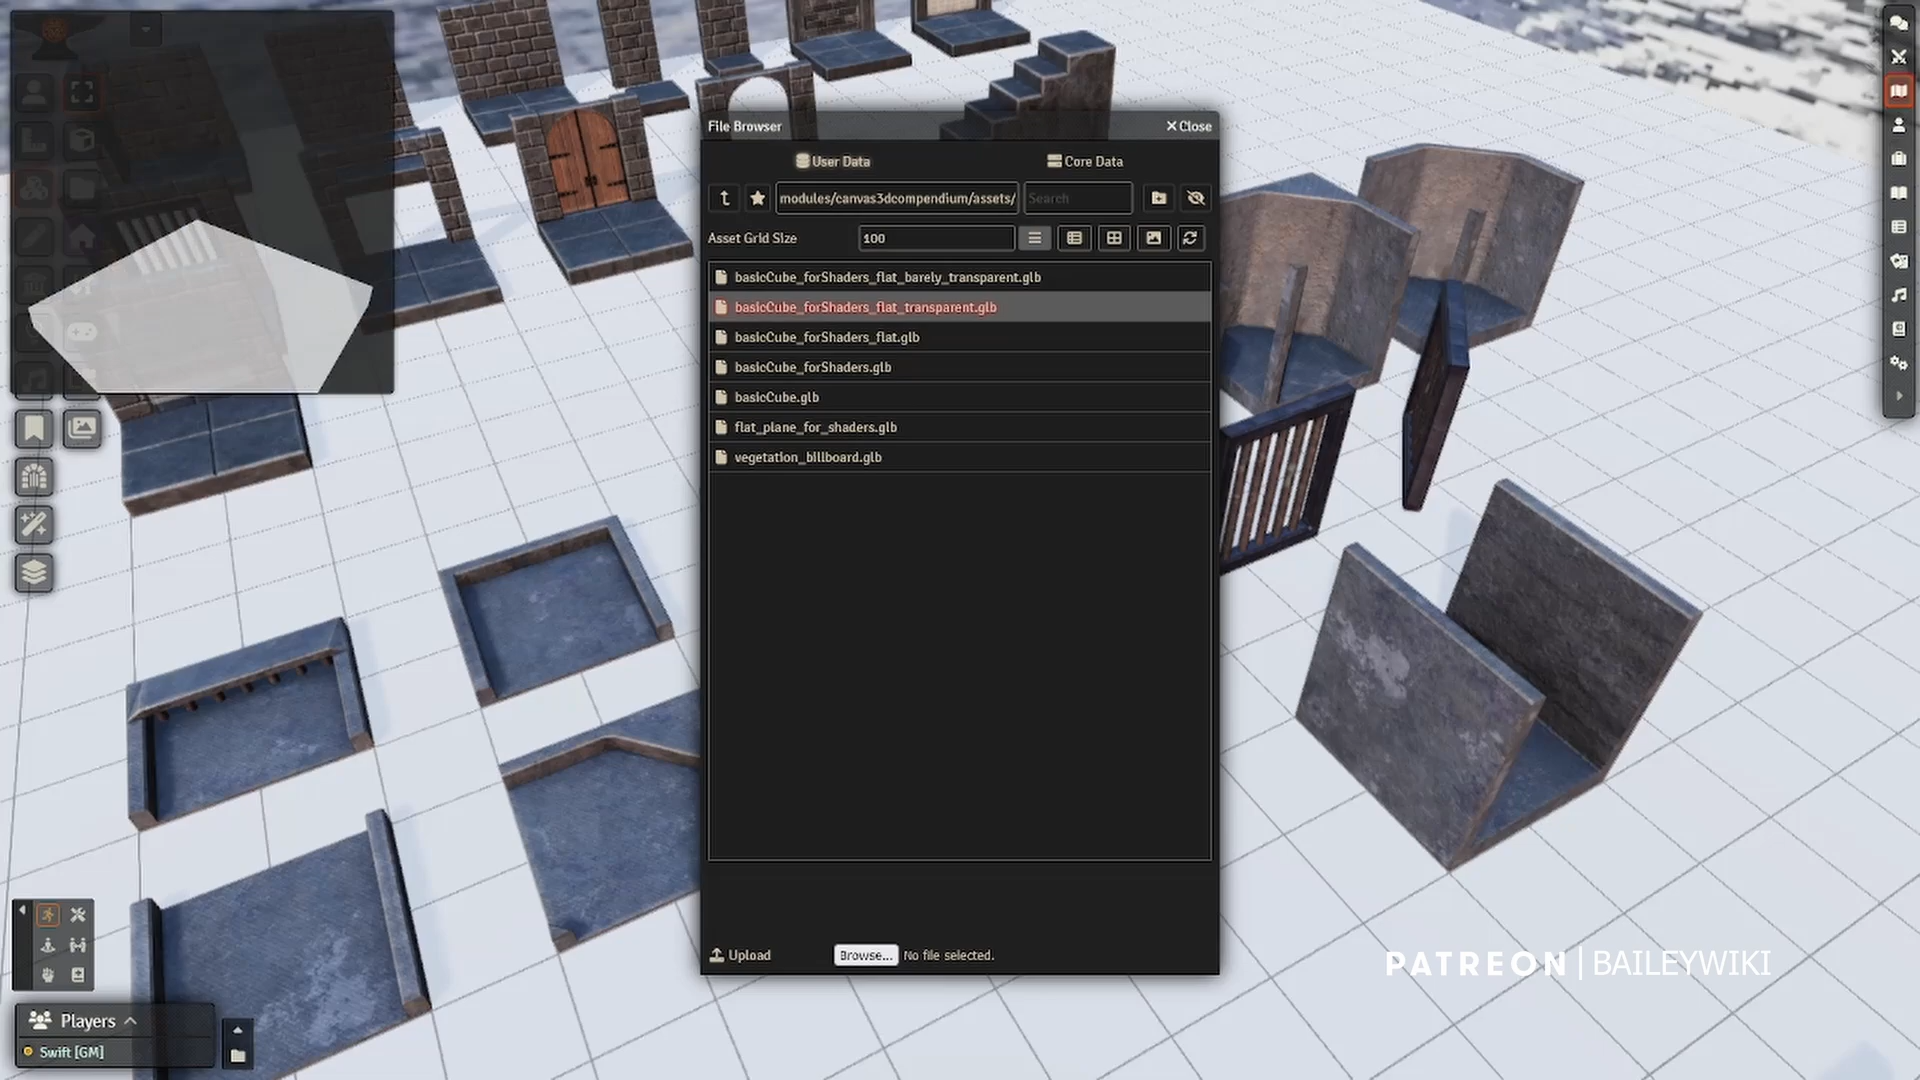 File Browser
Close
User Data
Core Data
modules/canvas3dcompendium/assets/
Search
Asset Grid Size
100
basicCube_forShaders_flat_barely_transparent.glb
basicCube_forShaders_flat_transparent.glb
basicCube_forShaders_flat.glb
basicCube_forShaders.glb
basicCube.glb
flat_plane_for_shaders.glb
vegetation_billboard.glb
Upload
Browse...
No file selected.
PATREON | BAILEYWIKI
Players
Swift [GM]